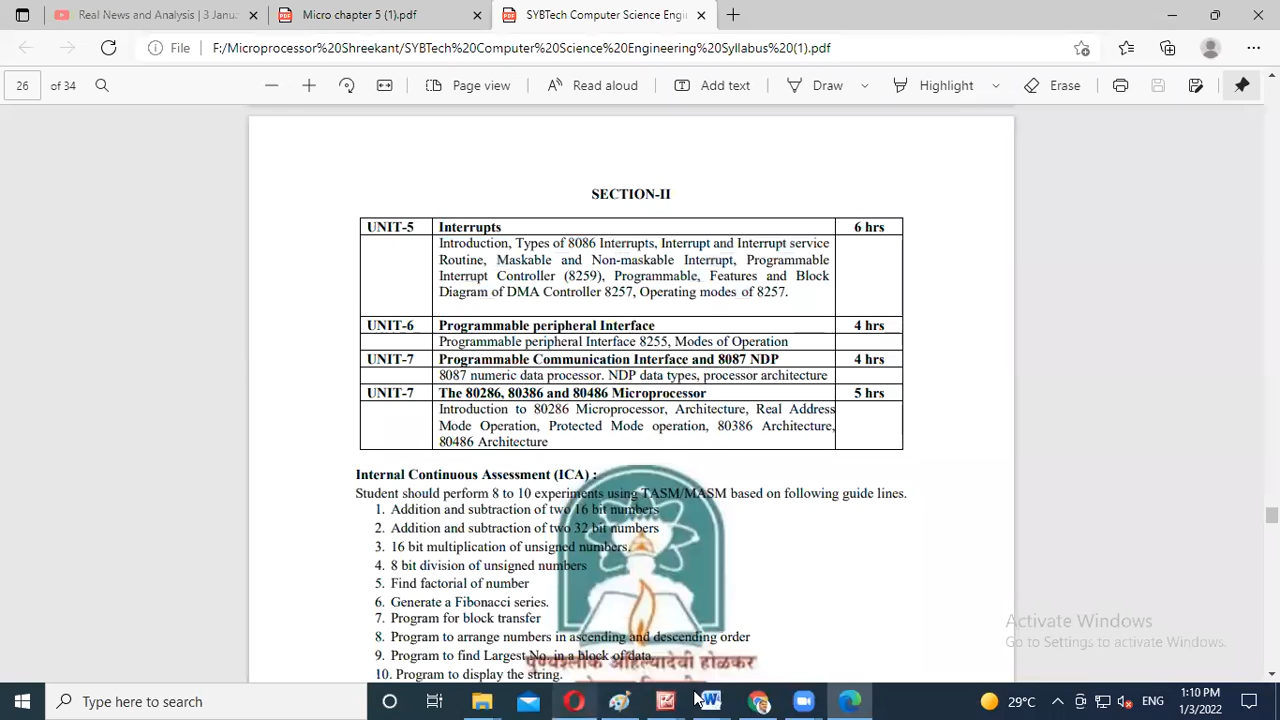 Real News and Analysis | 3 Janu
Micro chapter 5 (1).pdf
SYBTech Computer Science Engi
File
F:/Microprocessor%20Shreekant/SYBTech%20Computer%20Science%20Engineering%20Syllabus%20(1).pdf
26 of 34
Page view
Read aloud
Add text
Draw
Highlight
Erase
SECTION-II
UNIT-5 Interrupts 6 hrs
Introduction, Types of 8086 Interrupts, Interrupt and Interrupt service
Routine, Maskable and Non-maskable Interrupt, Programmable
Interrupt Controller (8259), Programmable, Features and Block
Diagram of DMA Controller 8257, Operating modes of 8257.
UNIT-6 Programmable peripheral Interface 4 hrs
Programmable peripheral Interface 8255, Modes of Operation
UNIT-7 Programmable Communication Interface and 8087 NDP 4 hrs
8087 numeric data processor. NDP data types, processor architecture
UNIT-7 The 80286, 80386 and 80486 Microprocessor 5 hrs
Introduction to 80286 Microprocessor, Architecture, Real Address
Mode Operation, Protected Mode operation, 80386 Architecture,
80486 Architecture
Internal Continuous Assessment (ICA) :
Student should perform 8 to 10 experiments using TASM/MASM based on following guide lines.
1. Addition and subtraction of two 16 bit numbers
2. Addition and subtraction of two 32 bit numbers
3. 16 bit multiplication of unsigned numbers.
4. 8 bit division of unsigned numbers
5. Find factorial of number
6. Generate a Fibonacci series.
7. Program for block transfer
8. Program to arrange numbers in ascending and descending order
9. Program to find Largest No. in a block of data.
पुण्यश्लोक अहिल्यादेवी होळकर
10. Program to display the string.
Activate Windows
Go to Settings to activate Windows.
Type here to search
29°C
ENG
1:10 PM
1/3/2022